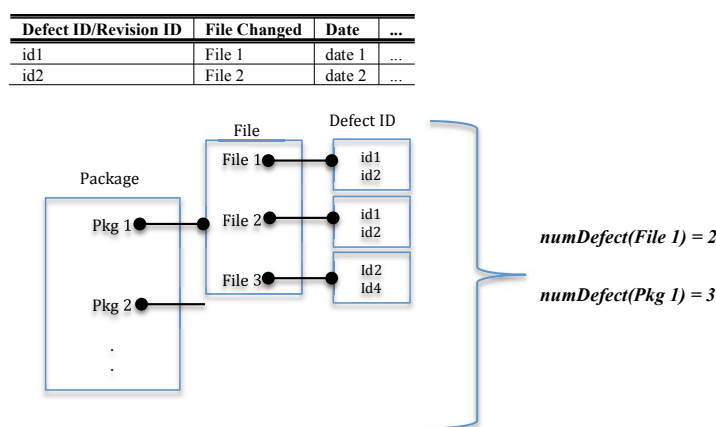 Defect ID/Revision ID File Changed Date ...
id1 File 1 date 1 ...
id2 File 2 date 2 ...
Defect ID
File
File 1
id1
id2
Package
Pkg 1
File 2
id1
id2
numDefect(File 1) = 2
File 3
Id2
Id4
numDefect(Pkg 1) = 3
Pkg 2
.
.